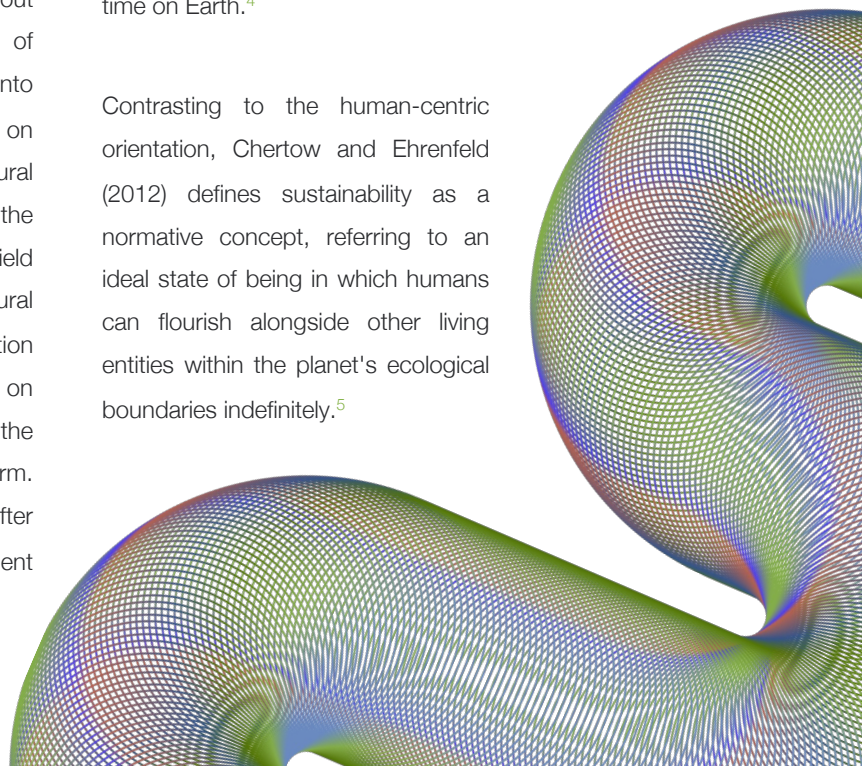 out
of
nto
on
ural
the
ield
ural
tion
on
the
rm.
fter
ent
time on Earth.4
Contrasting to the human-centric
orientation, Chertow and Ehrenfeld
(2012) defines sustainability as a
normative concept, referring to an
ideal state of being in which humans
can flourish alongside other living
entities within the planet's ecological
boundaries indefinitely.5